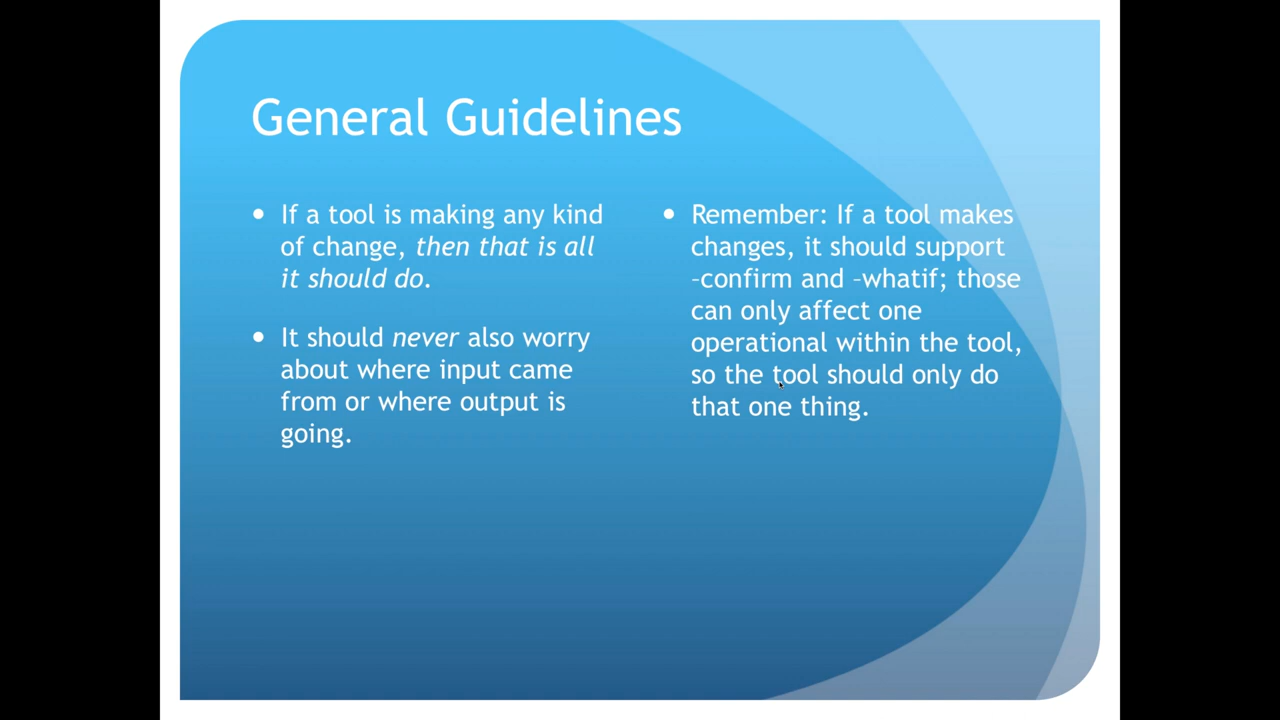 General Guidelines
If a tool is making any kind
of change, then that is all
it should do.
It should never also worry
about where input came
from or where output is
going.
Remember: If a tool makes
changes, it should support
–confirm and –whatif; those
can only affect one
operational within the tool,
so the tool should only do
that one thing.